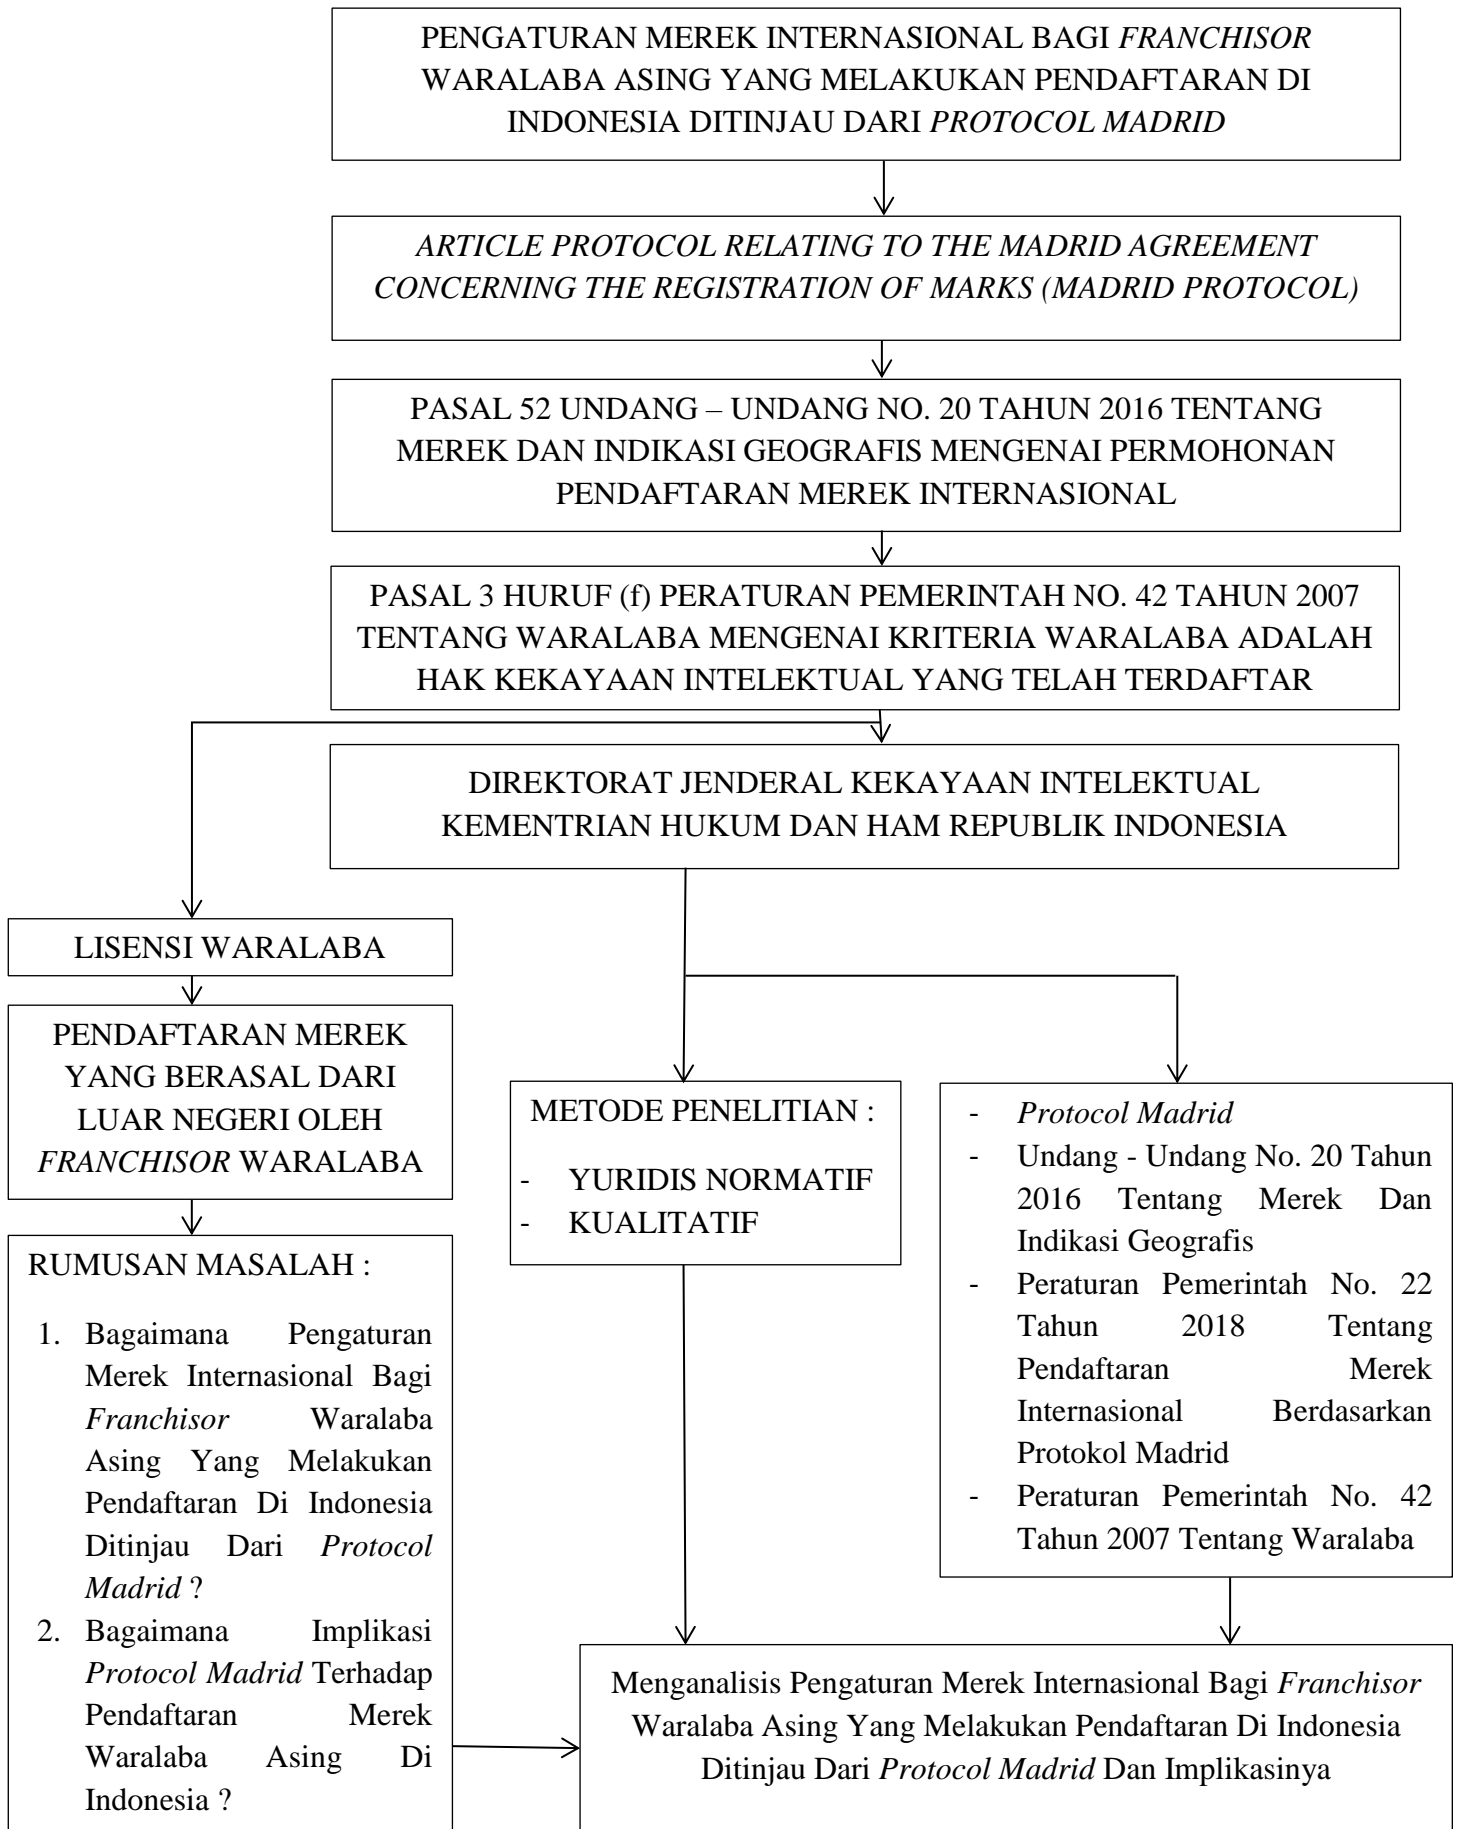 PENGATURAN MEREK INTERNASIONAL BAGI FRANCHISOR
WARALABA ASING YANG MELAKUKAN PENDAFTARAN DI
INDONESIA DITINJAU DARI PROTOCOL MADRID
ARTICLE PROTOCOL RELATING TO THE MADRID AGREEMENT
CONCERNING THE REGISTRATION OF MARKS (MADRID PROTOCOL)
PASAL 52 UNDANG – UNDANG NO. 20 TAHUN 2016 TENTANG
MEREK DAN INDIKASI GEOGRAFIS MENGENAI PERMOHONAN
PENDAFTARAN MEREK INTERNASIONAL
PASAL 3 HURUF (f) PERATURAN PEMERINTAH NO. 42 TAHUN 2007
TENTANG WARALABA MENGENAI KRITERIA WARALABA ADALAH
HAK KEKAYAAN INTELEKTUAL YANG TELAH TERDAFTAR
DIREKTORAT JENDERAL KEKAYAAN INTELEKTUAL
KEMENTRIAN HUKUM DAN HAM REPUBLIK INDONESIA
LISENSI WARALABA
PENDAFTARAN MEREK
YANG BERASAL DARI
LUAR NEGERI OLEH
FRANCHISOR WARALABA
RUMUSAN MASALAH :
1. Bagaimana Pengaturan
Merek Internasional Bagi
Franchisor Waralaba
Asing Yang Melakukan
Pendaftaran Di Indonesia
Ditinjau Dari Protocol
Madrid ?
2. Bagaimana Implikasi
Protocol Madrid Terhadap
Pendaftaran Merek
Waralaba Asing Di
Indonesia ?
METODE PENELITIAN :
- YURIDIS NORMATIF
- KUALITATIF
- Protocol Madrid
- Undang - Undang No. 20 Tahun
2016 Tentang Merek Dan
Indikasi Geografis
- Peraturan Pemerintah No. 22
Tahun 2018 Tentang
Pendaftaran Merek
Internasional Berdasarkan
Protokol Madrid
- Peraturan Pemerintah No. 42
Tahun 2007 Tentang Waralaba
Menganalisis Pengaturan Merek Internasional Bagi Franchisor
Waralaba Asing Yang Melakukan Pendaftaran Di Indonesia
Ditinjau Dari Protocol Madrid Dan Implikasinya